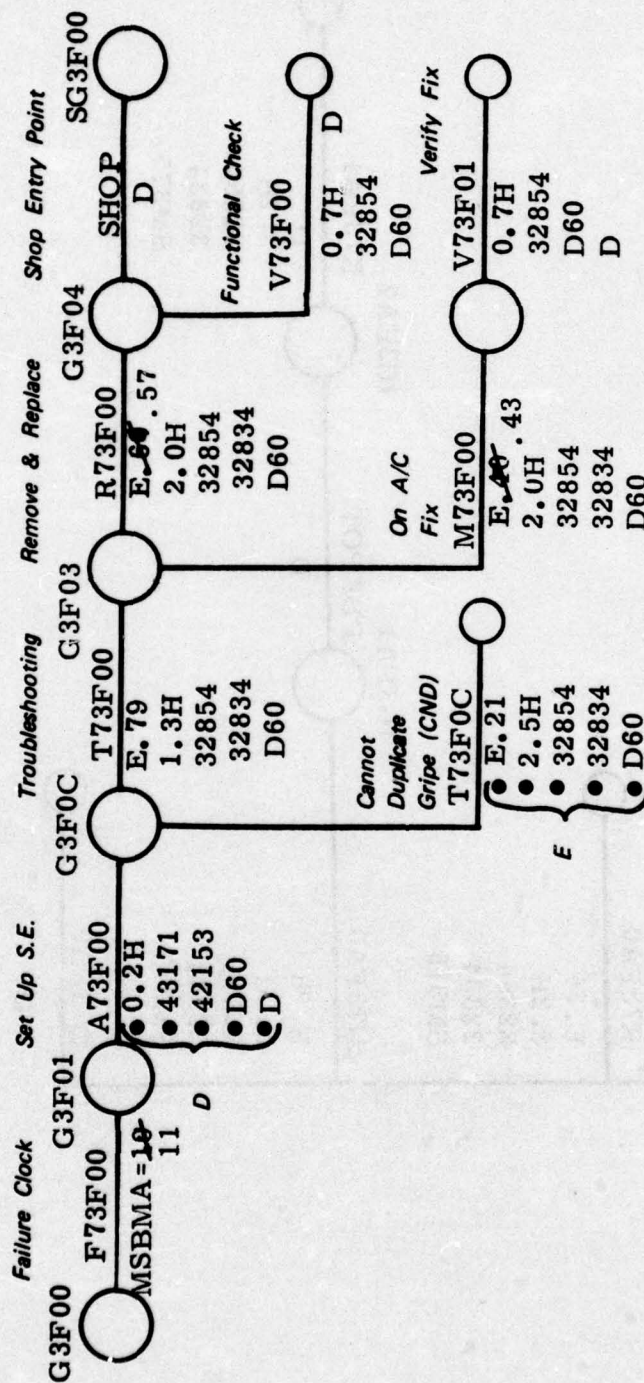 Failure Clock
Set Up S.E.
Troubleshooting
Remove & Replace
Shop Entry Point
G3F00
F73F00
MSBMA = 11
G3F01
A73F00
0.2H
43171
42153
D60
D
D
G3F0C
T73F00
E.79
1.3H
32854
32834
D60
Cannot
Duplicate
Gripe (CND)
T73F0C
E.21
2.5H
32854
32834
D60
E
G3F03
R73F00
E .57
2.0H
32854
32834
D60
On A/C
Fix
M73F00
E .43
2.0H
32854
32834
D60
G3F04
SHOP
D
SG3F00
Functional Check
V73F00
0.7H
32854
D60
D
Verify Fix
V73F01
0.7H
32854
D60
D